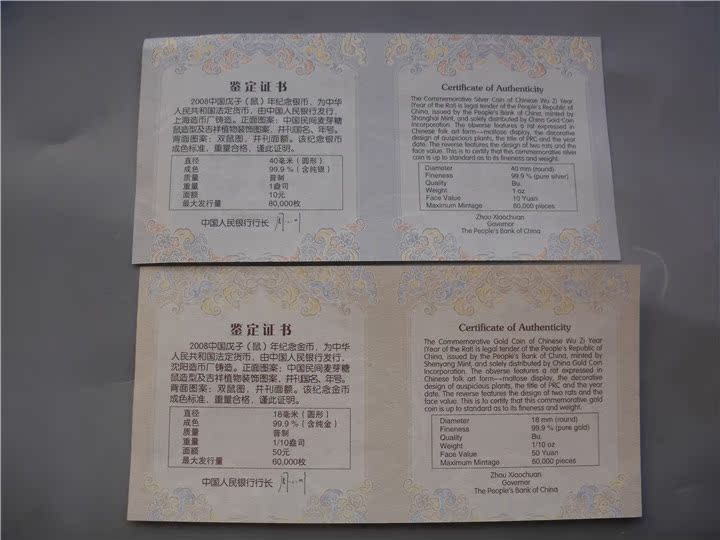 鉴定证书
2008中国戊子（鼠）年纪念银币，为中华
人民共和国法定货币，由中国人民银行发行，
上海造币厂铸造。正面图案：中国民间麦芽糖
鼠造型及吉祥植物装饰图案，并刊国名、年号。
背面图案：双鼠图，并刊面额。该纪念银币
成色标准，重量合格，谨此证明。
直径 40毫米（圆形）
成色 99.9%（含纯银）
质量 普制
重量 1盎司
面额 10元
最大发行量 80,000枚
中国人民银行行长
Certificate of Authenticity
The Commemorative Silver Coin of Chinese Wu Zi Year
(Year of the Rat) is legal tender of the People's Republic of
China, issued by the People's Bank of China, minted by
Shanghai Mint, and solely distributed by China Gold Coin
Incorporation. The obverse features a rat expressed in
Chinese folk art form—maltose display, the decorative
design of auspicious plants, the title of PRC and the year
date. The reverse features the design of two rats and the
face value. This is to certify that this commemorative silver
coin is up to standard as to its fineness and weight.
Diameter 40 mm (round)
Fineness 99.9 % (pure silver)
Quality Bu.
Weight 1 oz
Face Value 10 Yuan
Maximum Mintage 80,000 pieces
Zhou Xiaochuan
Governor
The People's Bank of China
鉴定证书
2008中国戊子（鼠）年纪念金币，为中华
人民共和国法定货币，由中国人民银行发行，
沈阳造币厂铸造。正面图案：中国民间麦芽糖
鼠造型及吉祥植物装饰图案，并刊国名、年号。
背面图案：双鼠图，并刊面额。该纪念金币
成色标准，重量合格，谨此证明。
直径 18毫米（圆形）
成色 99.9%（含纯金）
质量 普制
重量 1/10盎司
面额 50元
最大发行量 60,000枚
中国人民银行行长
Certificate of Authenticity
The Commemorative Gold Coin of Chinese Wu Zi Year
(Year of the Rat) is legal tender of the People's Republic of
China, issued by the People's Bank of China, minted by
Shenyang Mint, and solely distributed by China Gold Coin
Incorporation. The obverse features a rat expressed in
Chinese folk art form—maltose display, the decorative
design of auspicious plants, the title of PRC and the year
date. The reverse features the design of two rats and the
face value. This is to certify that this commemorative gold
coin is up to standard as to its fineness and weight.
Diameter 18 mm (round)
Fineness 99.9 % (pure gold)
Quality Bu.
Weight 1/10 oz
Face Value 50 Yuan
Maximum Mintage 60,000 pieces
Zhou Xiaochuan
Governor
The People's Bank of China